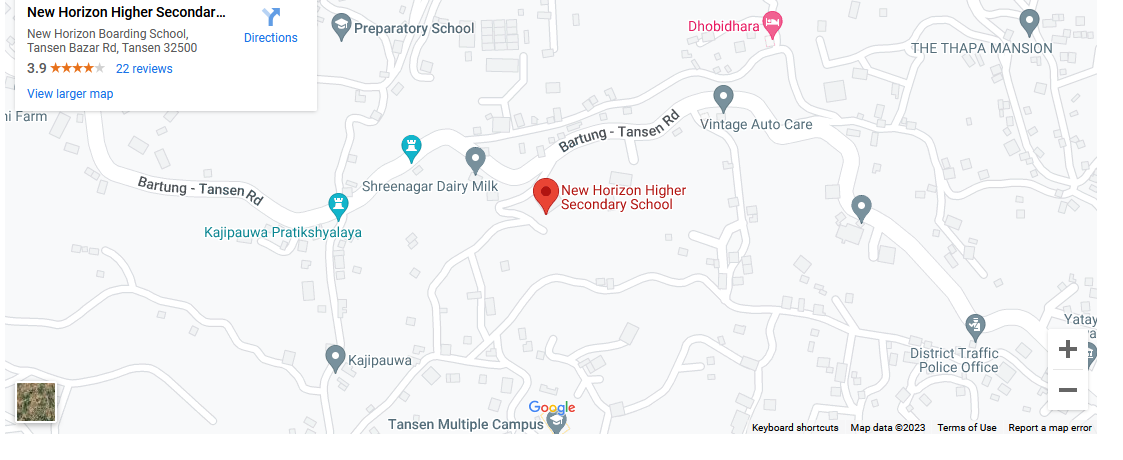 New Horizon Higher Secondar...
New Horizon Boarding School,
Tansen Bazar Rd, Tansen 32500
3.9
22 reviews
View larger map
Directions
Preparatory School
Dhobidhara
THE THAPA MANSION
Farm
Vintage Auto Care
Bartung - Tansen Rd
Shreenagar Dairy Milk
Bartung - Tansen Rd
New Horizon Higher
Secondary School
Kajipauwa Pratikshyalaya
Yatay
District Traffic
Police Office
Kajipauwa
Google
Tansen Multiple Campus
Keyboard shortcuts
Map data ©2023
Terms of Use
Report a map error